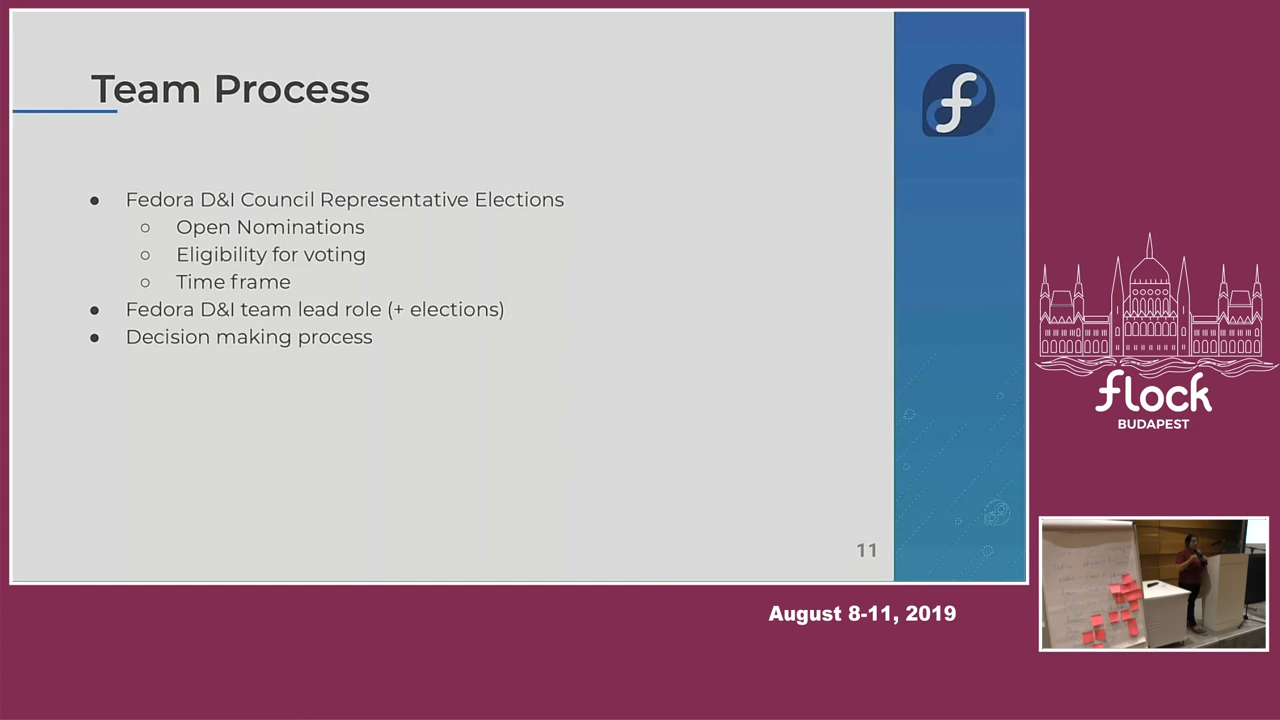 Team Process
● Fedora D&I Council Representative Elections
○ Open Nominations
○ Eligibility for voting
○ Time frame
● Fedora D&I team lead role (+ elections)
● Decision making process
11
flock
BUDAPEST
August 8-11, 2019